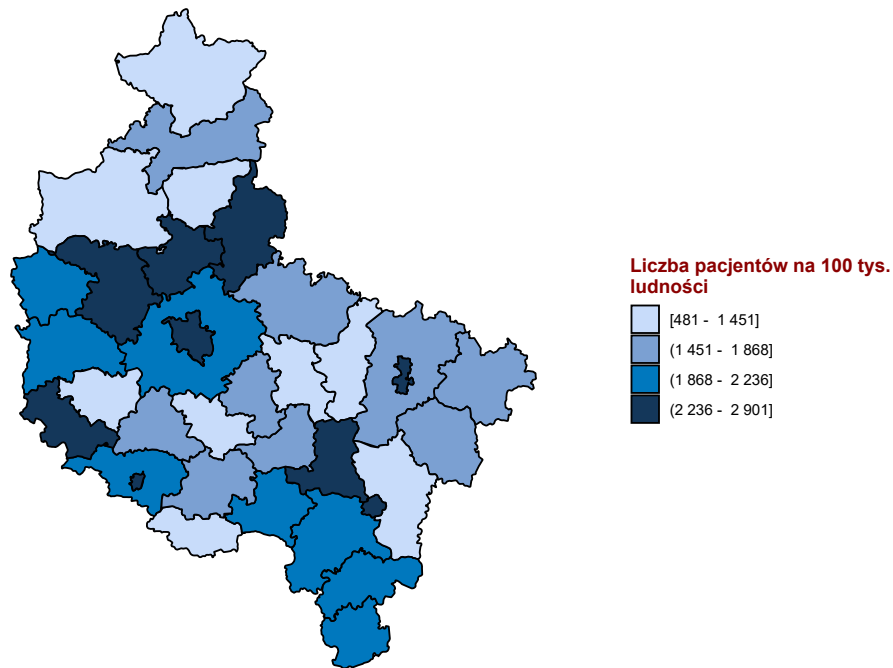 Liczba pacjentów na 100 tys.
ludności
[481 - 1 451]
(1 451 - 1 868]
(1 868 - 2 236]
(2 236 - 2 901]